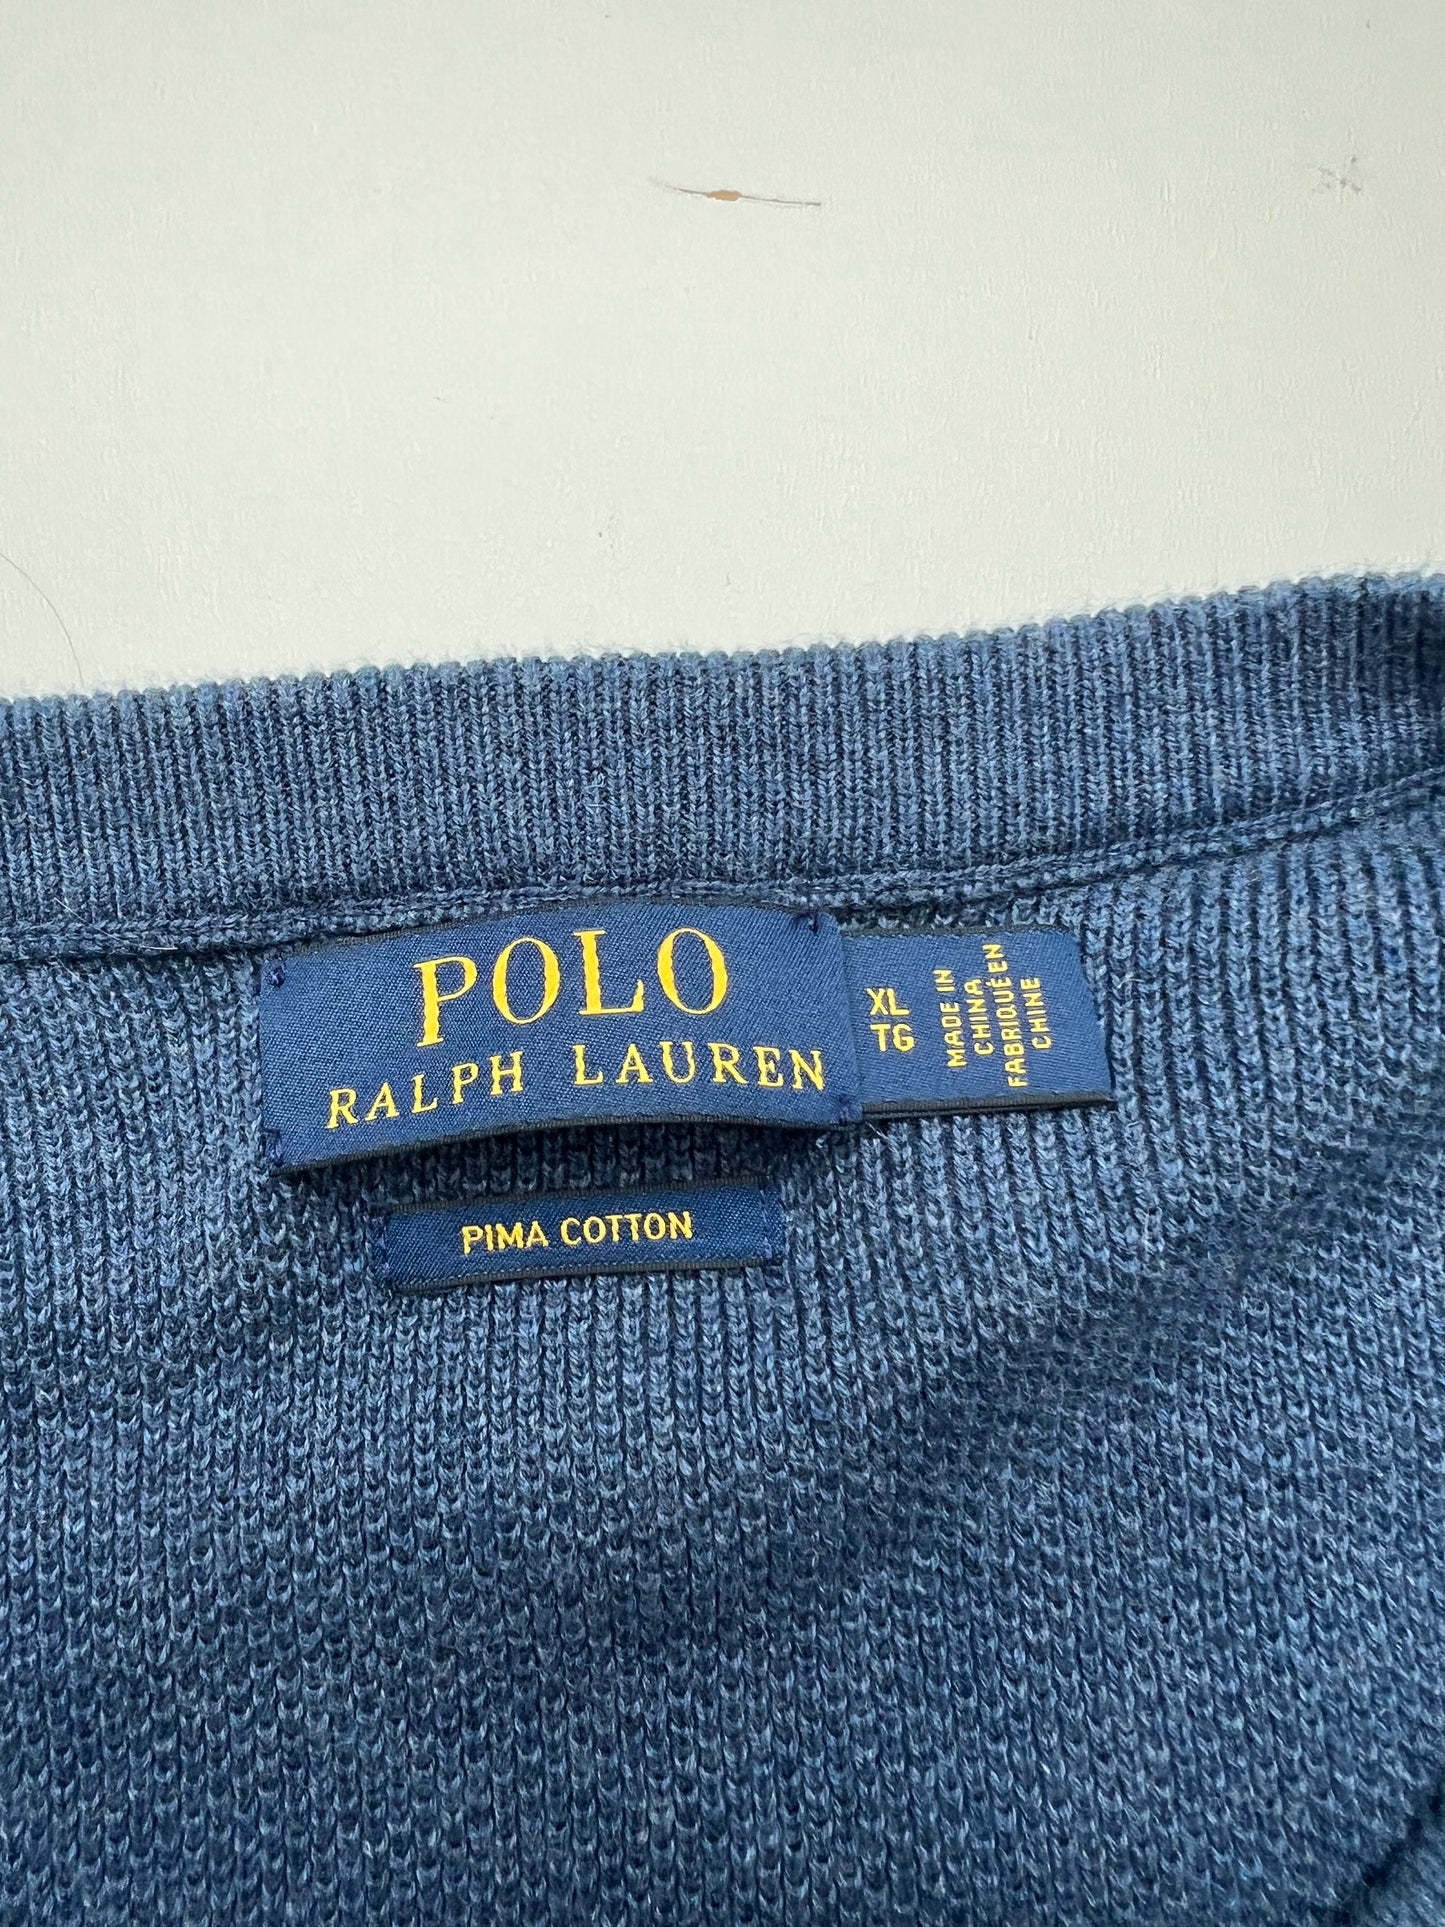 POLO
RALPH LAUREN
XL
TG
MADE IN
CHINA
FABRIQUÉ EN
CHINE
PIMA COTTON